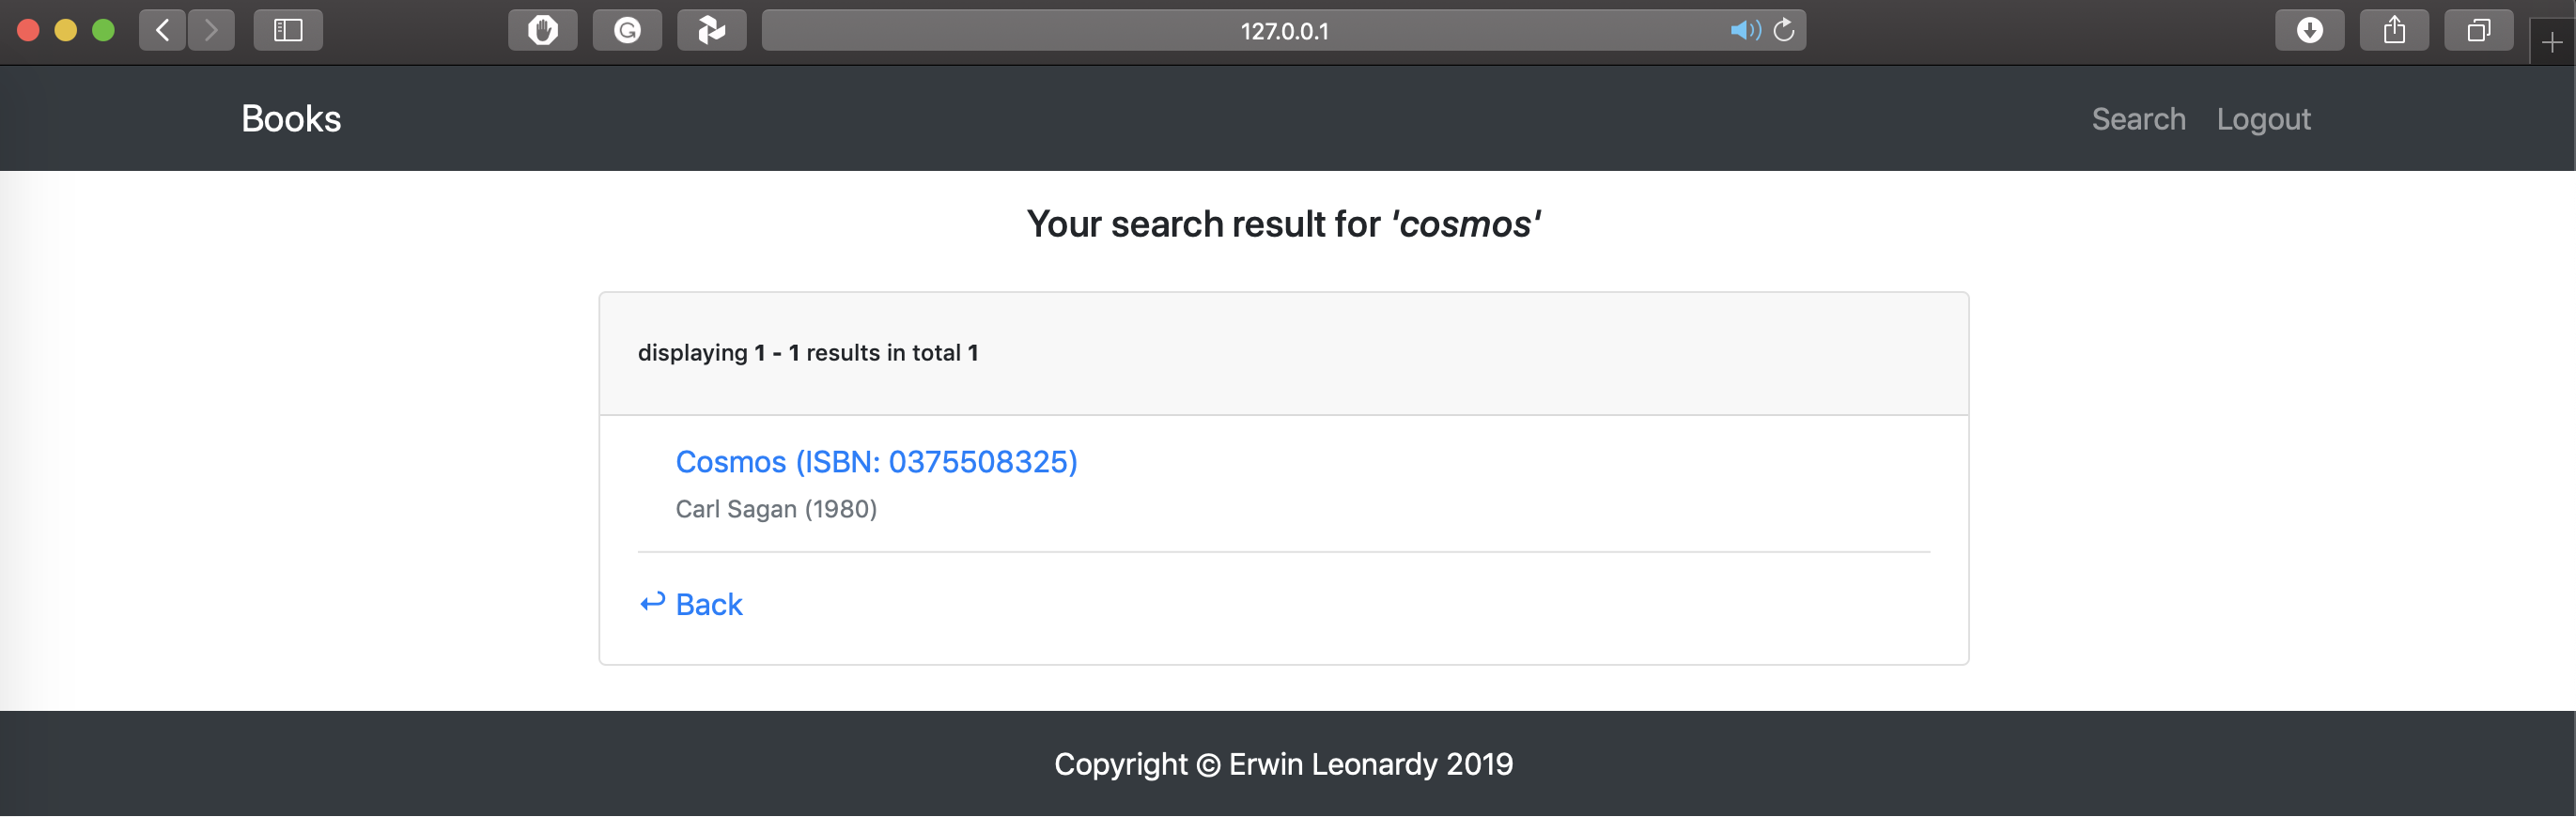 127.0.0.1
Books
Search Logout
Your search result for 'cosmos'
displaying 1 - 1 results in total 1
Cosmos (ISBN: 0375508325)
Carl Sagan (1980)
Back
Copyright © Erwin Leonardy 2019